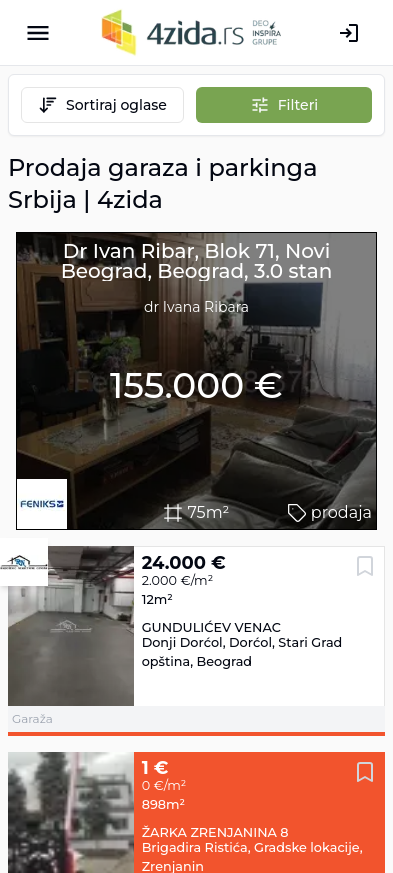 4zida.rs
DEO
INSPIRA
GRUPE
Sortiraj oglase
Filteri
Prodaja garaza i parkinga
Srbija | 4zida
Dr Ivan Ribar, Blok 71, Novi
Beograd, Beograd, 3.0 stan
dr Ivana Ribara
155.000 €
FENIKS
75m²
prodaja
24.000 €
2.000 €/m²
12m²
GUNDULIĆEV VENAC
Donji Dorćol, Dorćol, Stari Grad
opština, Beograd
Garaža
1 €
0 €/m²
898m²
ŽARKA ZRENJANINA 8
Brigadira Ristića, Gradske lokacije,
Zrenjanin